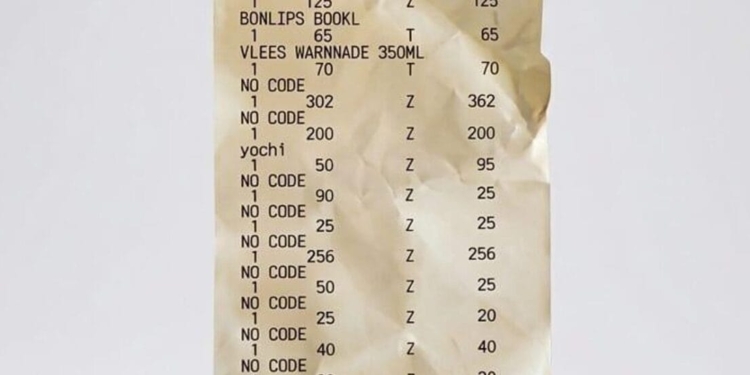 1 125 Z 125
BONLIPS BOOKL
1 65 T 65
VLEES WARNNADE 350ML
1 70 T 70
NO CODE
1 302 Z 362
NO CODE
1 200 Z 200
yochi
1 50 Z 95
NO CODE
1 90 Z 25
NO CODE
1 25 Z 25
NO CODE
1 256 Z 256
NO CODE
1 50 Z 25
NO CODE
1 25 Z 20
NO CODE
1 40 Z 40
NO CODE